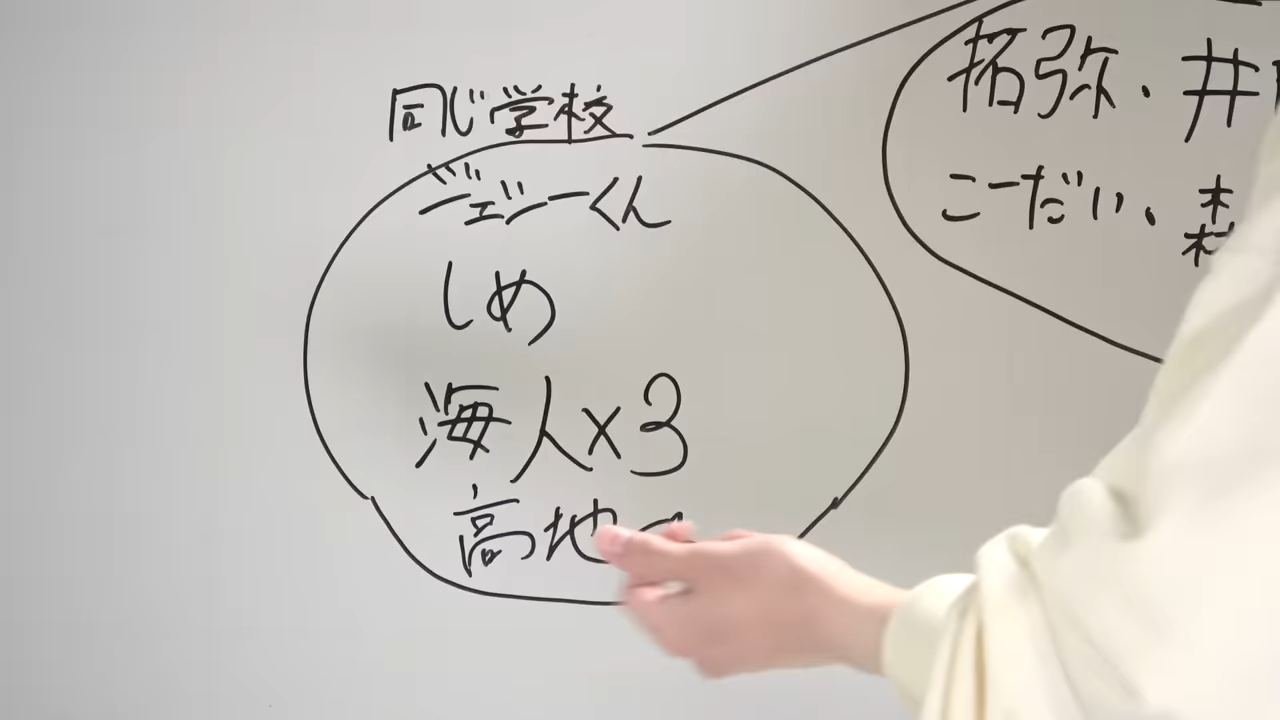 同じ学校
ジェシーくん
しめ
海人×3
高地
拓弥・井
こーだい、森